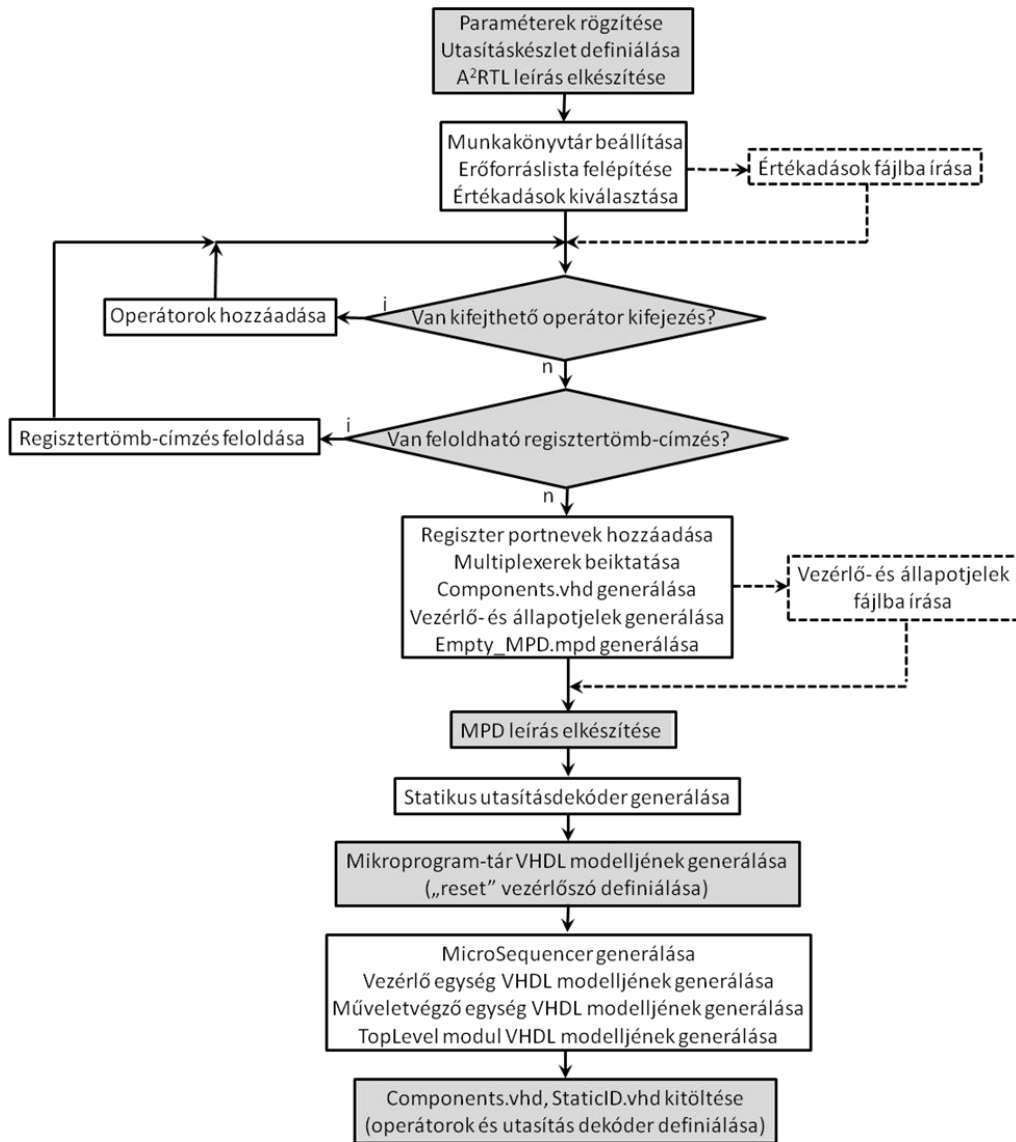 Paraméterek rögzítése
Utasításkészlet definiálása
A²RTL leírás elkészítése
Munkakönyvtár beállítása
Erőforráslista felépítése
Értékadások kiválasztása
Értékadások fájlba írása
i
Van kifejthető operátor kifejezés?
Operátorok hozzáadása
n
i
Van feloldható regisztertömb-címzés?
Regisztertömb-címzés feloldása
n
Regiszter portnevek hozzáadása
Multiplexerek beiktatása
Components.vhd generálása
Vezérlő- és állapotjelek generálása
Empty_MPD.mpd generálása
Vezérlő- és állapotjelek
fájlba írása
MPD leírás elkészítése
Statikus utasításdekóder generálása
Mikroprogram-tár VHDL modelljének generálása
(„reset” vezérlőszó definiálása)
MicroSequencer generálása
Vezérlő egység VHDL modelljének generálása
Műveletvégző egység VHDL modelljének generálása
TopLevel modul VHDL modelljének generálása
Components.vhd, StaticID.vhd kitöltése
(operátorok és utasítás dekóder definiálása)